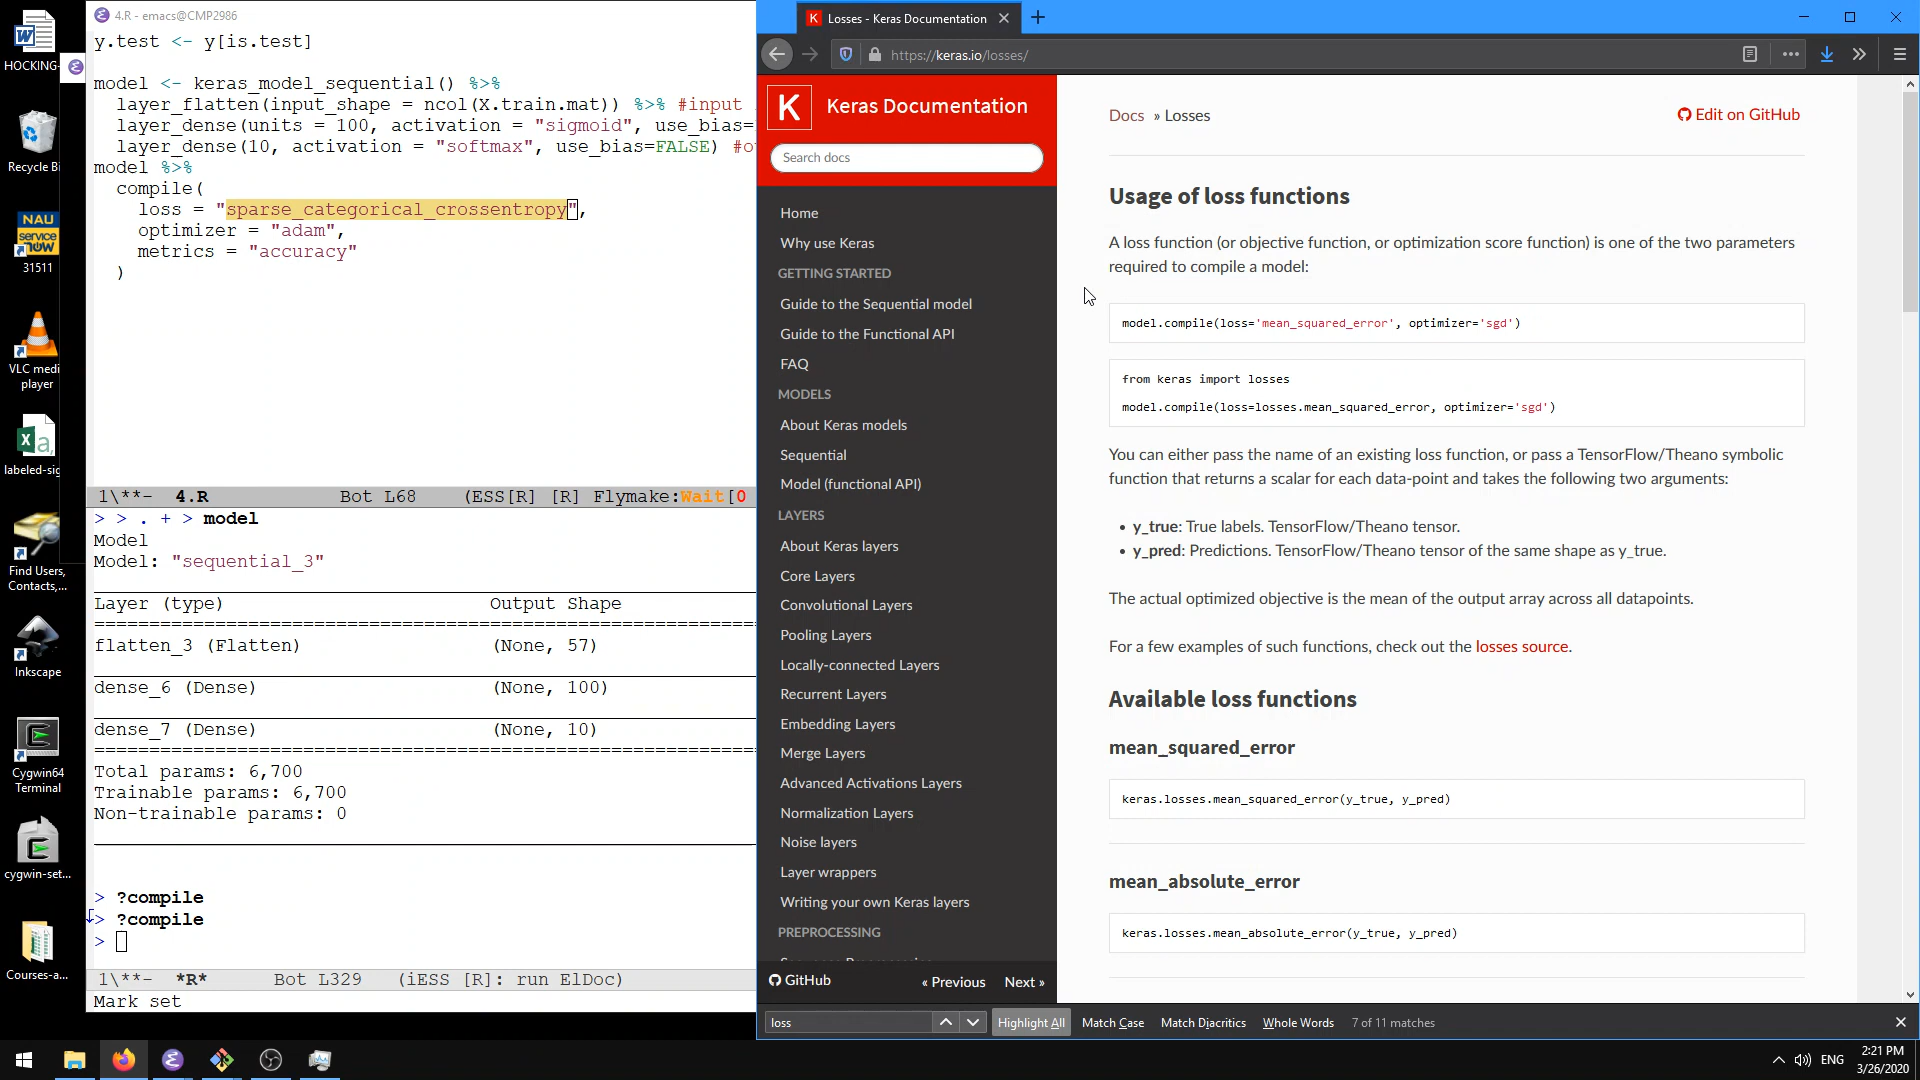 HOCKING-
Recycle Bi
NAU
service
now
31511
VLC medi
player
labeled-sig
Find Users,
Contacts,...
Inkscape
Cygwin64
Terminal
cygwin-set...
Courses-a...
4.R - emacs@CMP2986
y.test <- y[is.test]
model <- keras_model_sequential() %>%
layer_flatten(input_shape = ncol(X.train.mat)) %>% #input
layer_dense(units = 100, activation = "sigmoid", use_bias=
layer_dense(10, activation = "softmax", use_bias=FALSE) #o
model %>%
compile(
loss = "sparse_categorical_crossentropy",
optimizer = "adam",
metrics = "accuracy"
)
1\**-  4.R            Bot L68    (ESS[R] [R] Flymake:Wait[0
> > . + > model
Model
Model: "sequential_3"
Layer (type)                        Output Shape
flatten_3 (Flatten)                 (None, 57)
dense_6 (Dense)                     (None, 100)
dense_7 (Dense)                     (None, 10)
Total params: 6,700
Trainable params: 6,700
Non-trainable params: 0
> ?compile
> ?compile
>
1\**-  *R*      Bot L329   (iESS [R]: run ElDoc)
Mark set
K Losses - Keras Documentation
https://keras.io/losses/
K Keras Documentation
Search docs
Home
Why use Keras
GETTING STARTED
Guide to the Sequential model
Guide to the Functional API
FAQ
MODELS
About Keras models
Sequential
Model (functional API)
LAYERS
About Keras layers
Core Layers
Convolutional Layers
Pooling Layers
Locally-connected Layers
Recurrent Layers
Embedding Layers
Merge Layers
Advanced Activations Layers
Normalization Layers
Noise layers
Layer wrappers
Writing your own Keras layers
PREPROCESSING
GitHub « Previous Next »
Docs » Losses
Edit on GitHub
Usage of loss functions
A loss function (or objective function, or optimization score function) is one of the two parameters
required to compile a model:
model.compile(loss='mean_squared_error', optimizer='sgd')
from keras import losses
model.compile(loss=losses.mean_squared_error, optimizer='sgd')
You can either pass the name of an existing loss function, or pass a TensorFlow/Theano symbolic
function that returns a scalar for each data-point and takes the following two arguments:
• y_true: True labels. TensorFlow/Theano tensor.
• y_pred: Predictions. TensorFlow/Theano tensor of the same shape as y_true.
The actual optimized objective is the mean of the output array across all datapoints.
For a few examples of such functions, check out the losses source.
Available loss functions
mean_squared_error
keras.losses.mean_squared_error(y_true, y_pred)
mean_absolute_error
keras.losses.mean_absolute_error(y_true, y_pred)
loss Highlight All Match Case Match Diacritics Whole Words 7 of 11 matches
ENG
2:21 PM
3/26/2020